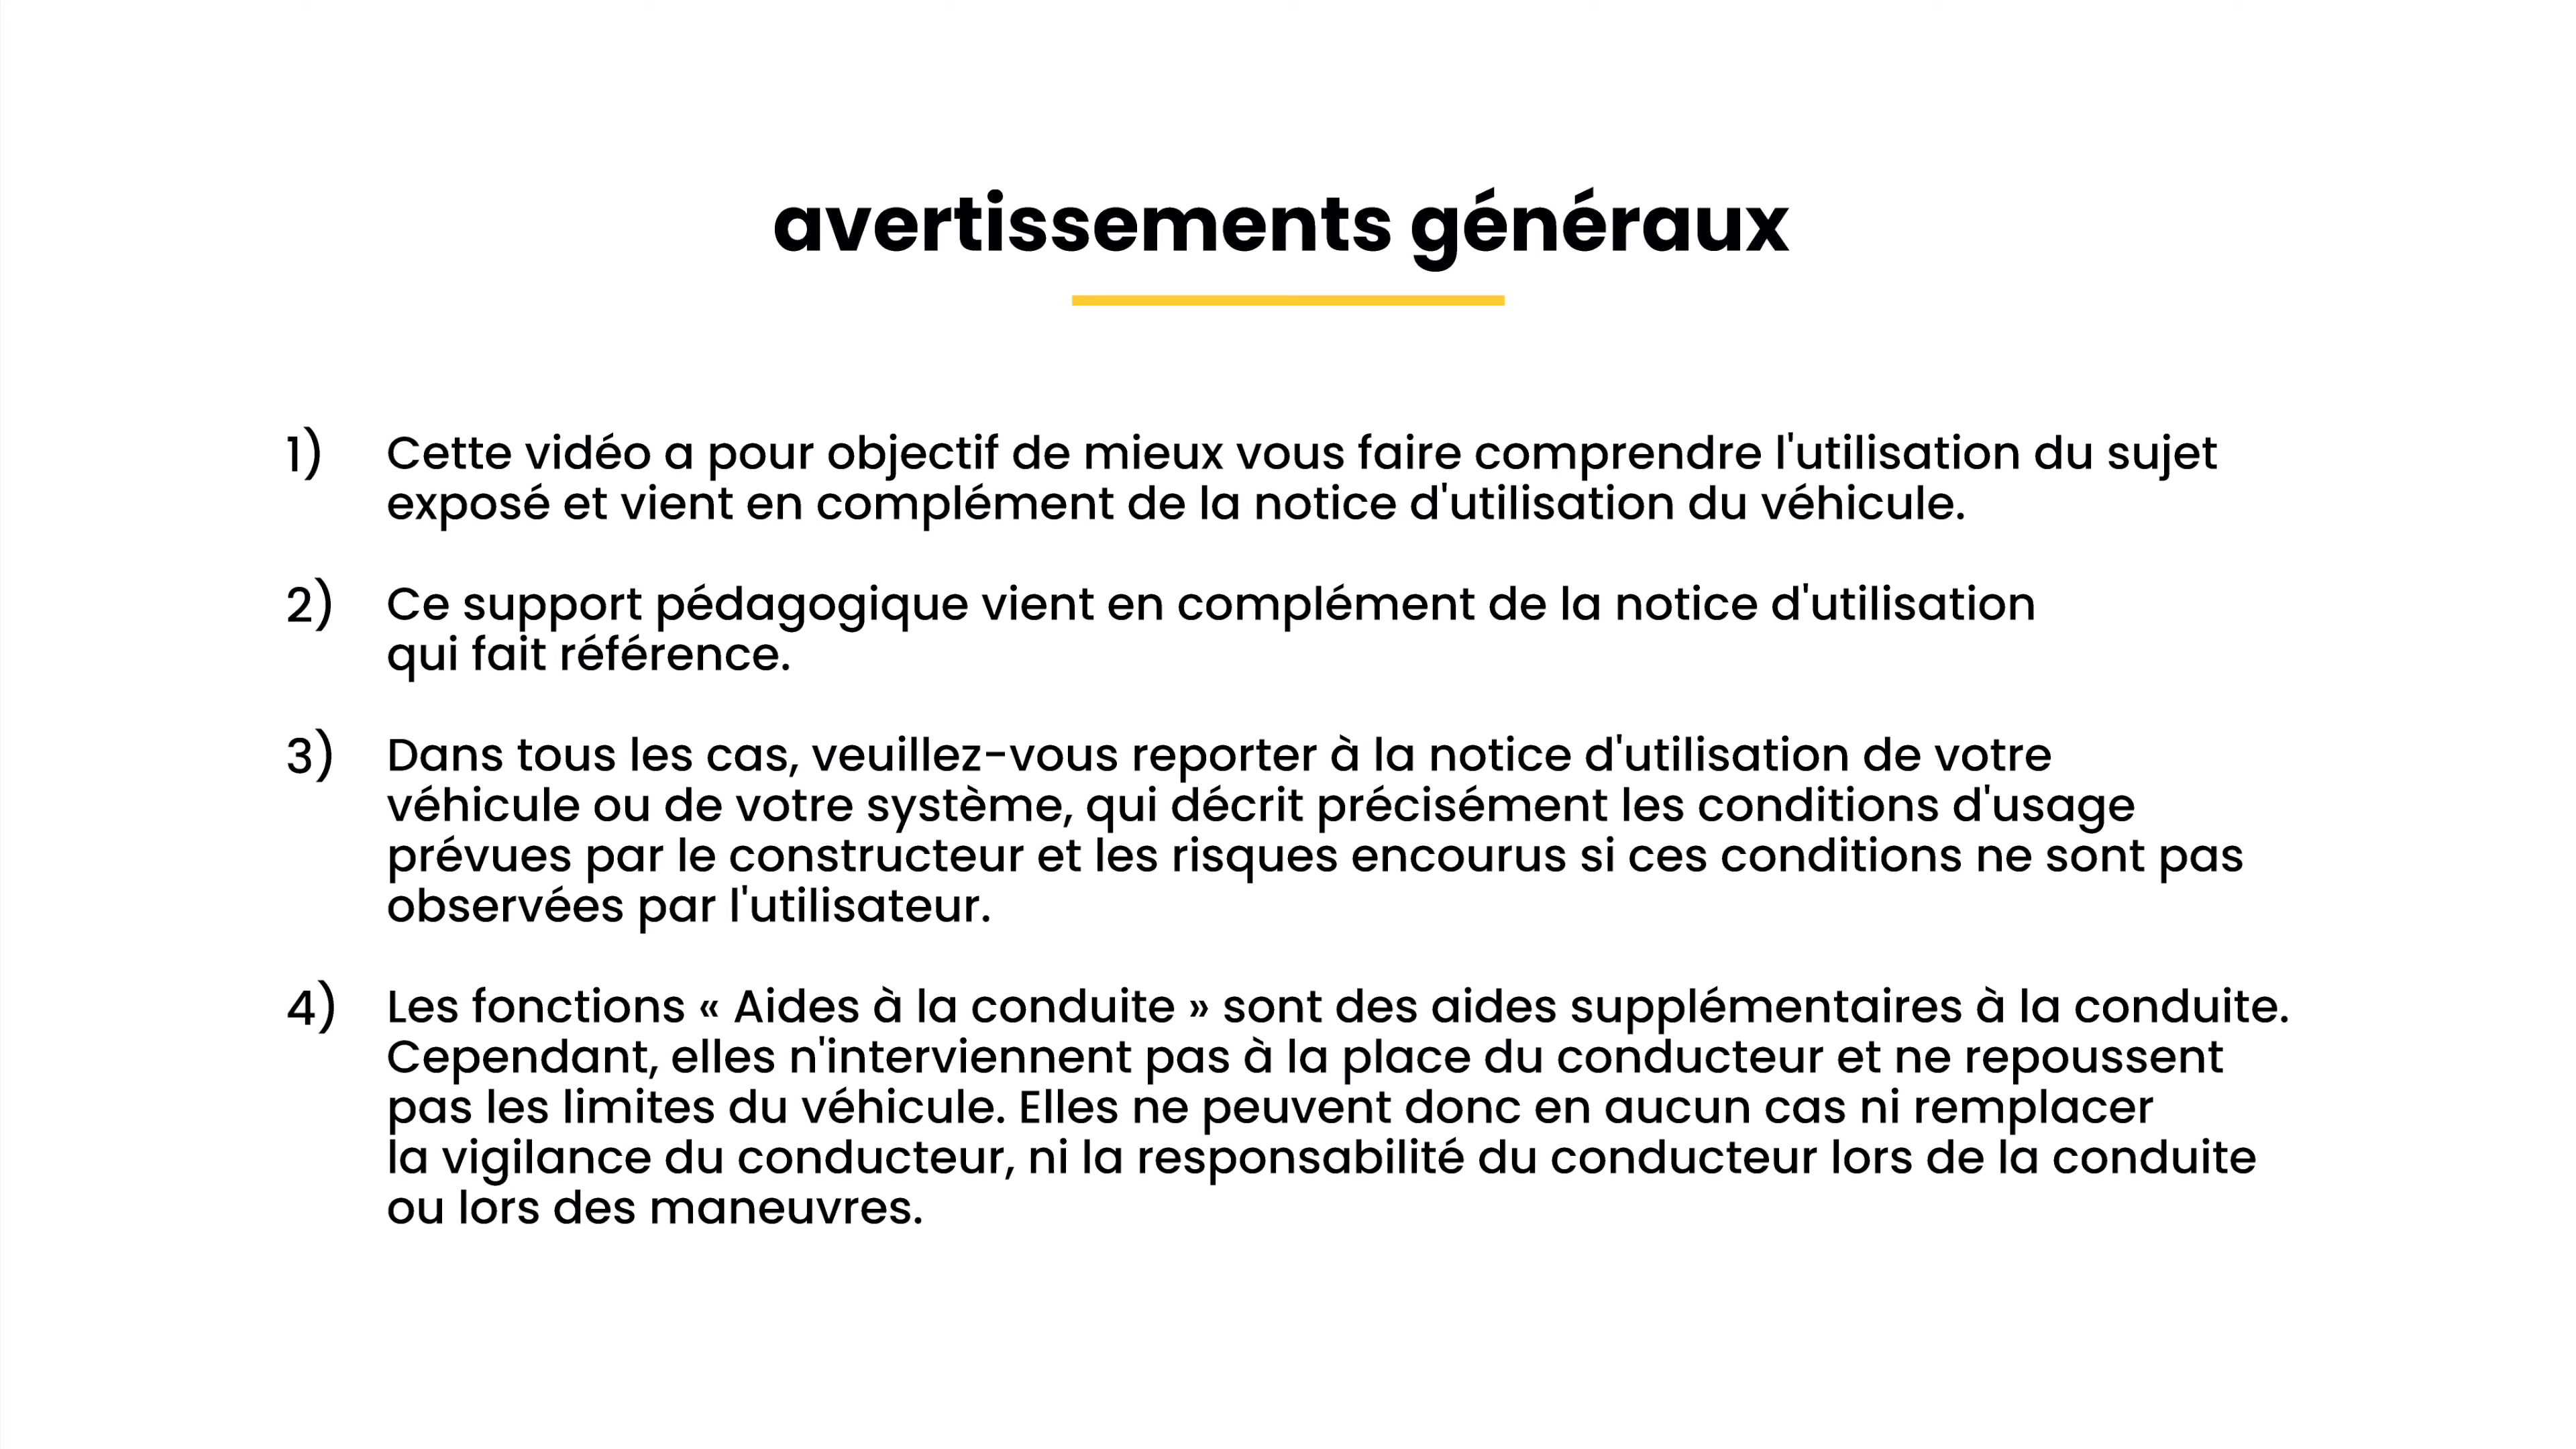 avertissements généraux
1) Cette vidéo a pour objectif de mieux vous faire comprendre l'utilisation du sujet
exposé et vient en complément de la notice d'utilisation du véhicule.
2) Ce support pédagogique vient en complément de la notice d'utilisation
qui fait référence.
3) Dans tous les cas, veuillez-vous reporter à la notice d'utilisation de votre
véhicule ou de votre système, qui décrit précisément les conditions d'usage
prévues par le constructeur et les risques encourus si ces conditions ne sont pas
observées par l'utilisateur.
4) Les fonctions « Aides à la conduite » sont des aides supplémentaires à la conduite.
Cependant, elles n'interviennent pas à la place du conducteur et ne repoussent
pas les limites du véhicule. Elles ne peuvent donc en aucun cas ni remplacer
la vigilance du conducteur, ni la responsabilité du conducteur lors de la conduite
ou lors des maneuvres.